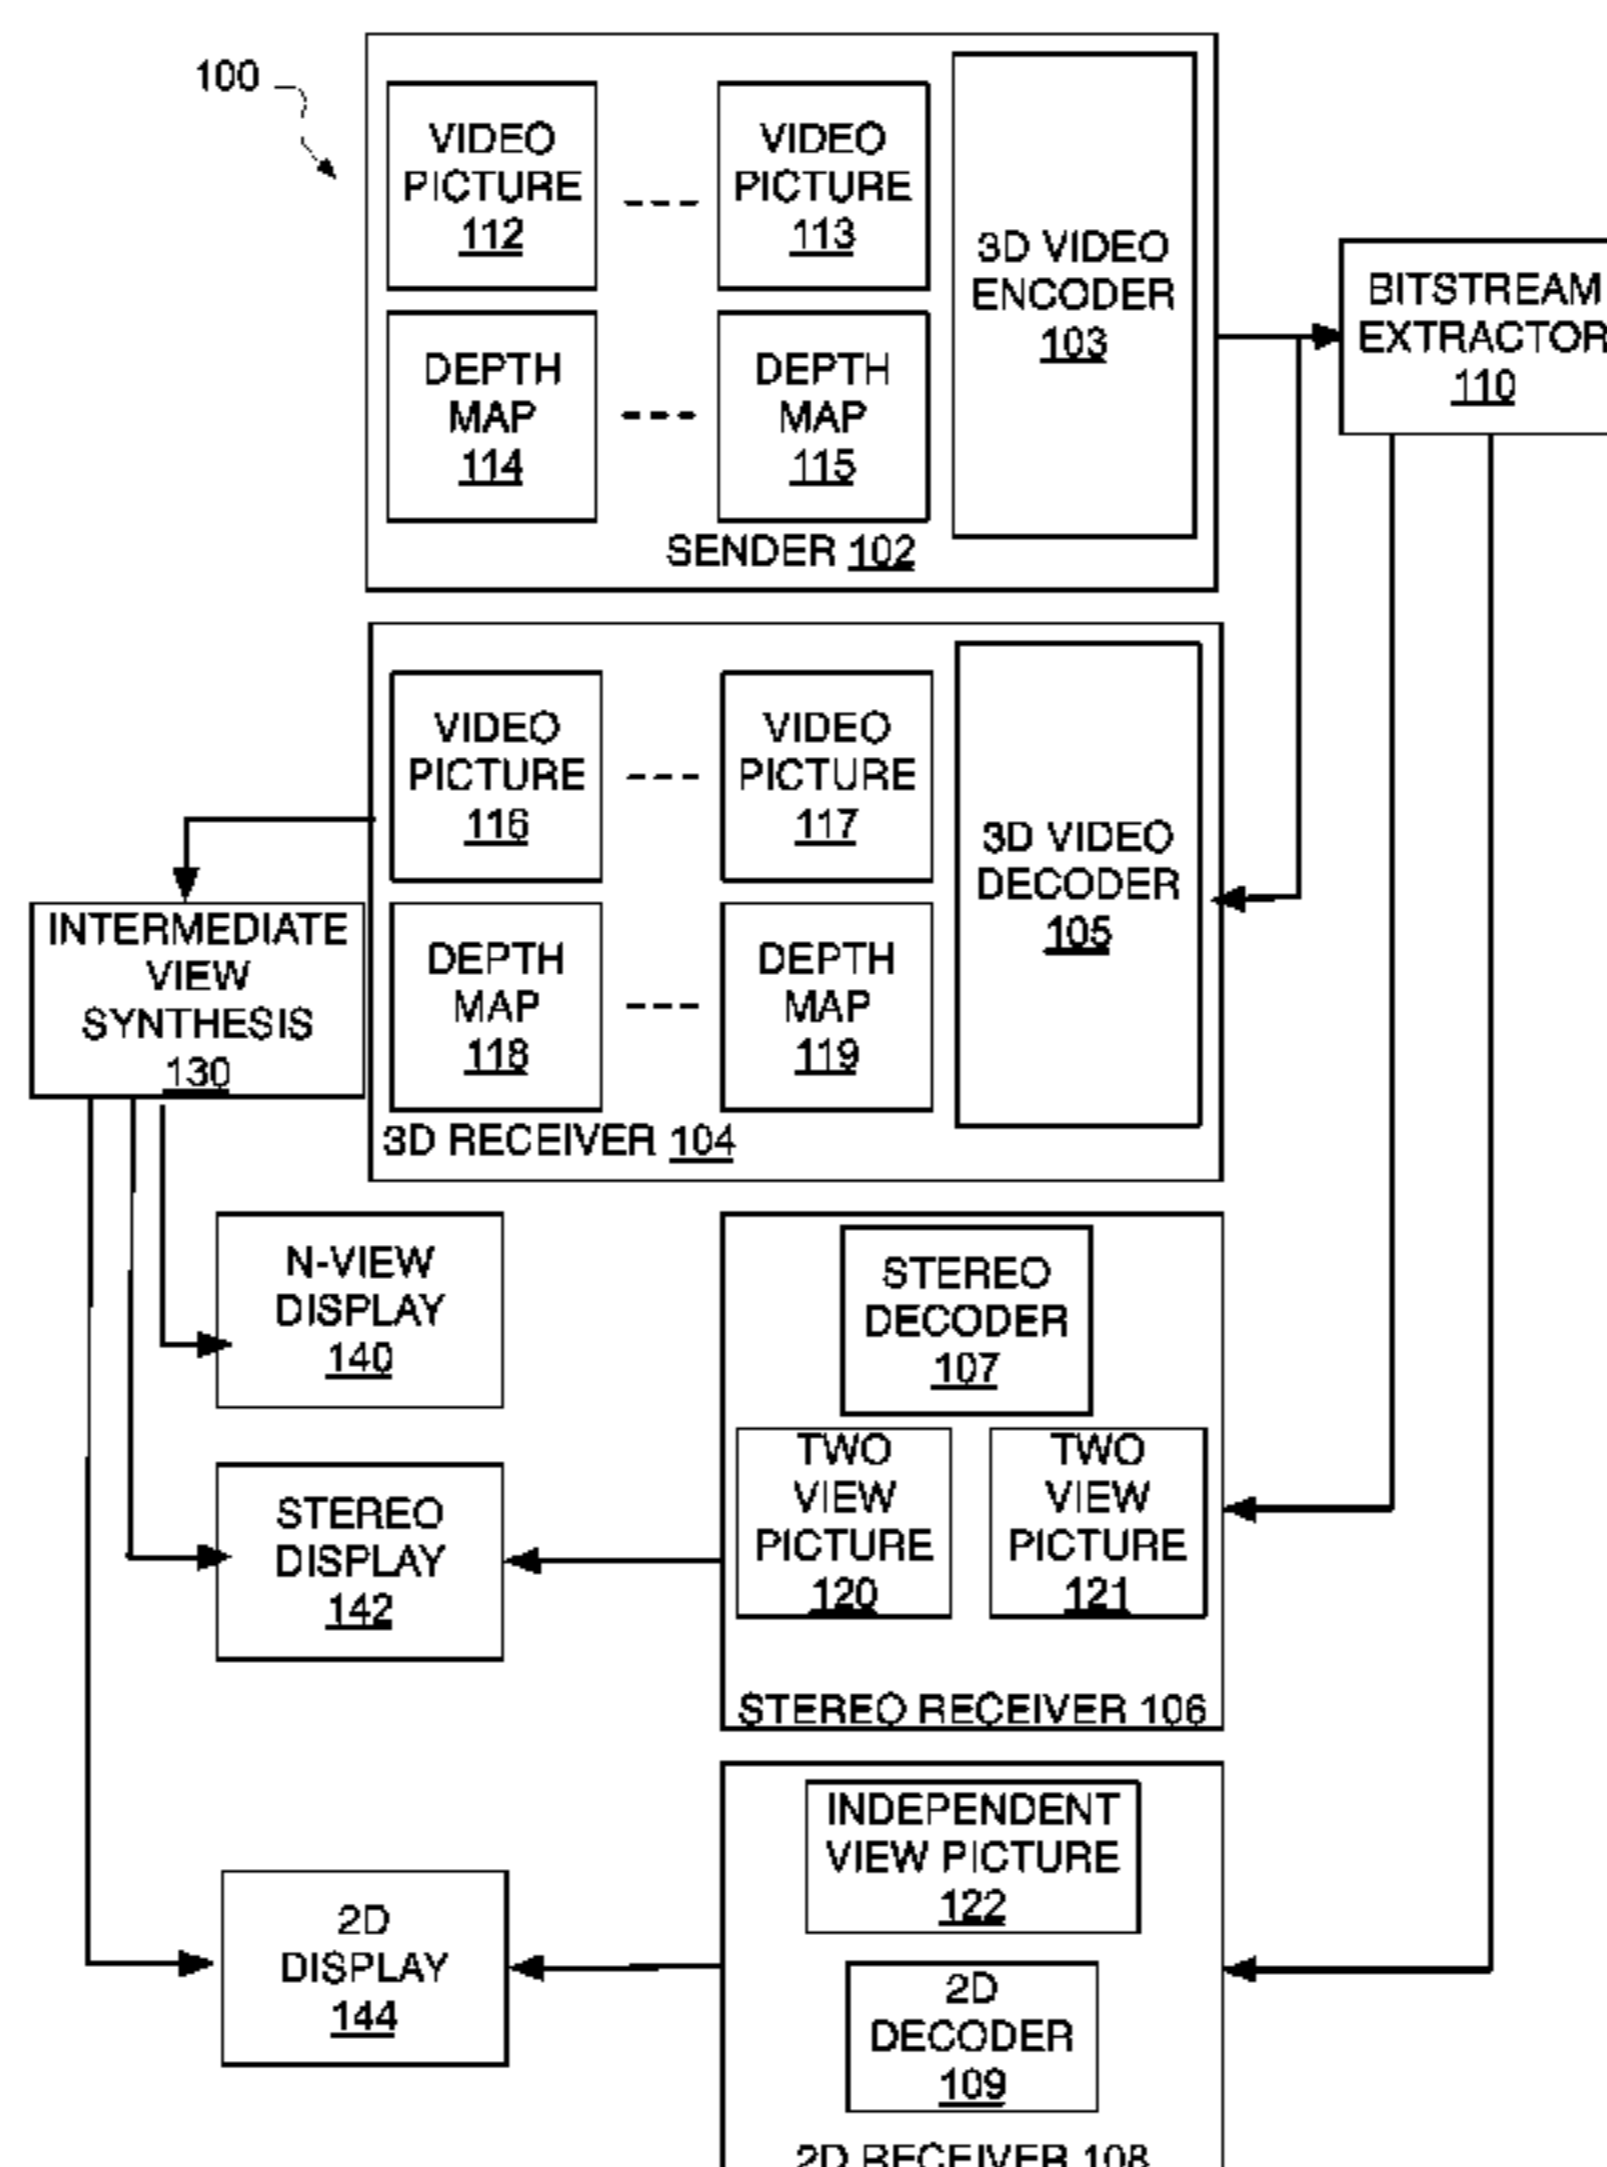 100
VIDEO
PICTURE
112
VIDEO
PICTURE
113
3D VIDEO
ENCODER
103
DEPTH
MAP
114
DEPTH
MAP
115
SENDER 102
BITSTREAM
EXTRACTOR
110
VIDEO
PICTURE
116
VIDEO
PICTURE
117
3D VIDEO
DECODER
105
DEPTH
MAP
118
DEPTH
MAP
119
3D RECEIVER 104
INTERMEDIATE
VIEW
SYNTHESIS
130
N-VIEW
DISPLAY
140
STEREO
DECODER
107
TWO
VIEW
PICTURE
120
TWO
VIEW
PICTURE
121
STEREO RECEIVER 106
STEREO
DISPLAY
142
INDEPENDENT
VIEW PICTURE
122
2D
DECODER
109
2D RECEIVER 108
2D
DISPLAY
144